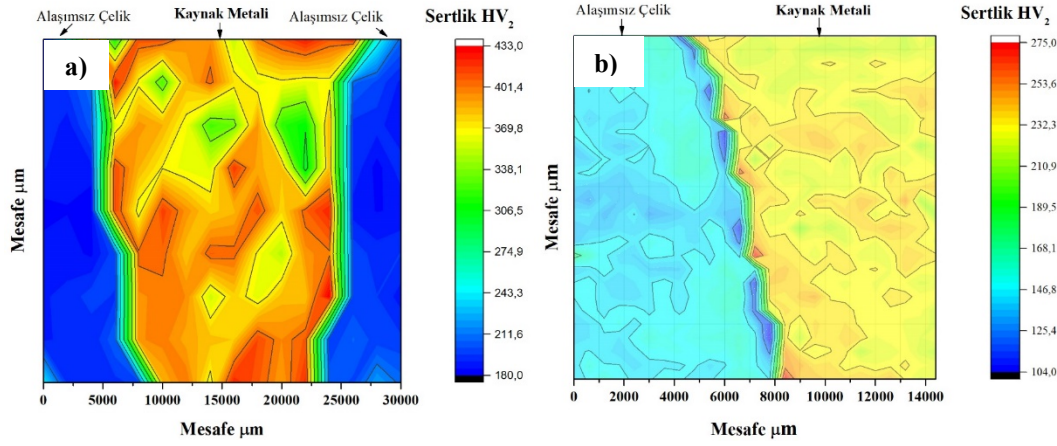 Alaşımsız Çelik
Kaynak Metali
Alaşımsız Çelik
Sertlik HV2
a)
433,0
401,4
369,8
338,1
306,5
274,9
243,3
211,6
180,0
Mesafe μm
0 5000 10000 15000 20000 25000 30000
Mesafe μm
Alaşımsız Çelik
Kaynak Metali
Sertlik HV2
b)
275,0
253,6
232,3
210,9
189,5
168,1
146,8
125,4
104,0
Mesafe μm
0 2000 4000 6000 8000 10000 12000 14000
Mesafe μm